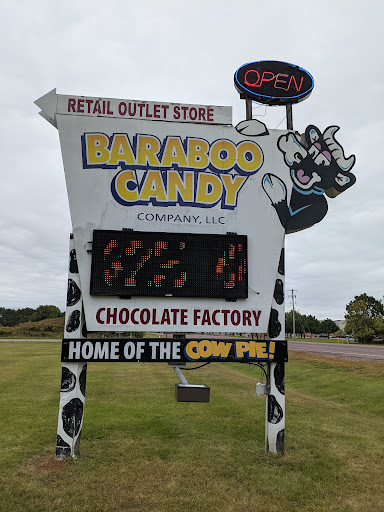 OPEN
RETAIL OUTLET STORE
BARABOO
CANDY
COMPANY, LLC
CHOCOLATE FACTORY
HOME OF THE COW PIE!